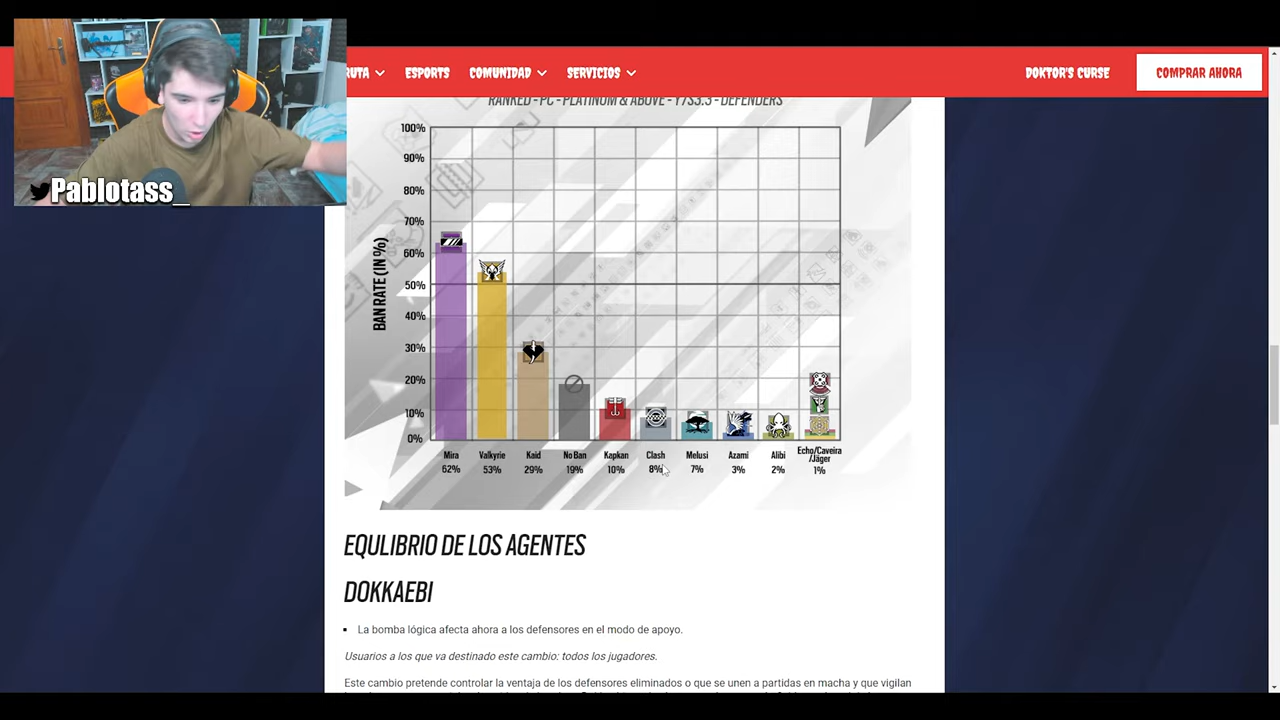 RUTA ESPORTS COMUNIDAD SERVICIOS DOKTOR'S CURSE COMPRAR AHORA
RANKED - PC - PLATINUM & ABOVE - Y7S3.3 - DEFENDERS
Pablotass_
BAN RATE (IN %)
100%
90%
80%
70%
60%
50%
40%
30%
20%
10%
0%
Mira Valkyrie Kaid No Ban Kapkan Clash Melusi Azami Alibi Echo/Caveira
/Jäger
62% 53% 29% 19% 10% 8% 7% 3% 2% 1%
EQULIBRIO DE LOS AGENTES
DOKKAEBI
La bomba lógica afecta ahora a los defensores en el modo de apoyo.
Usuarios a los que va destinado este cambio: todos los jugadores.
Este cambio pretende controlar la ventaja de los defensores eliminados o que se unen a partidas en macha y que vigilan